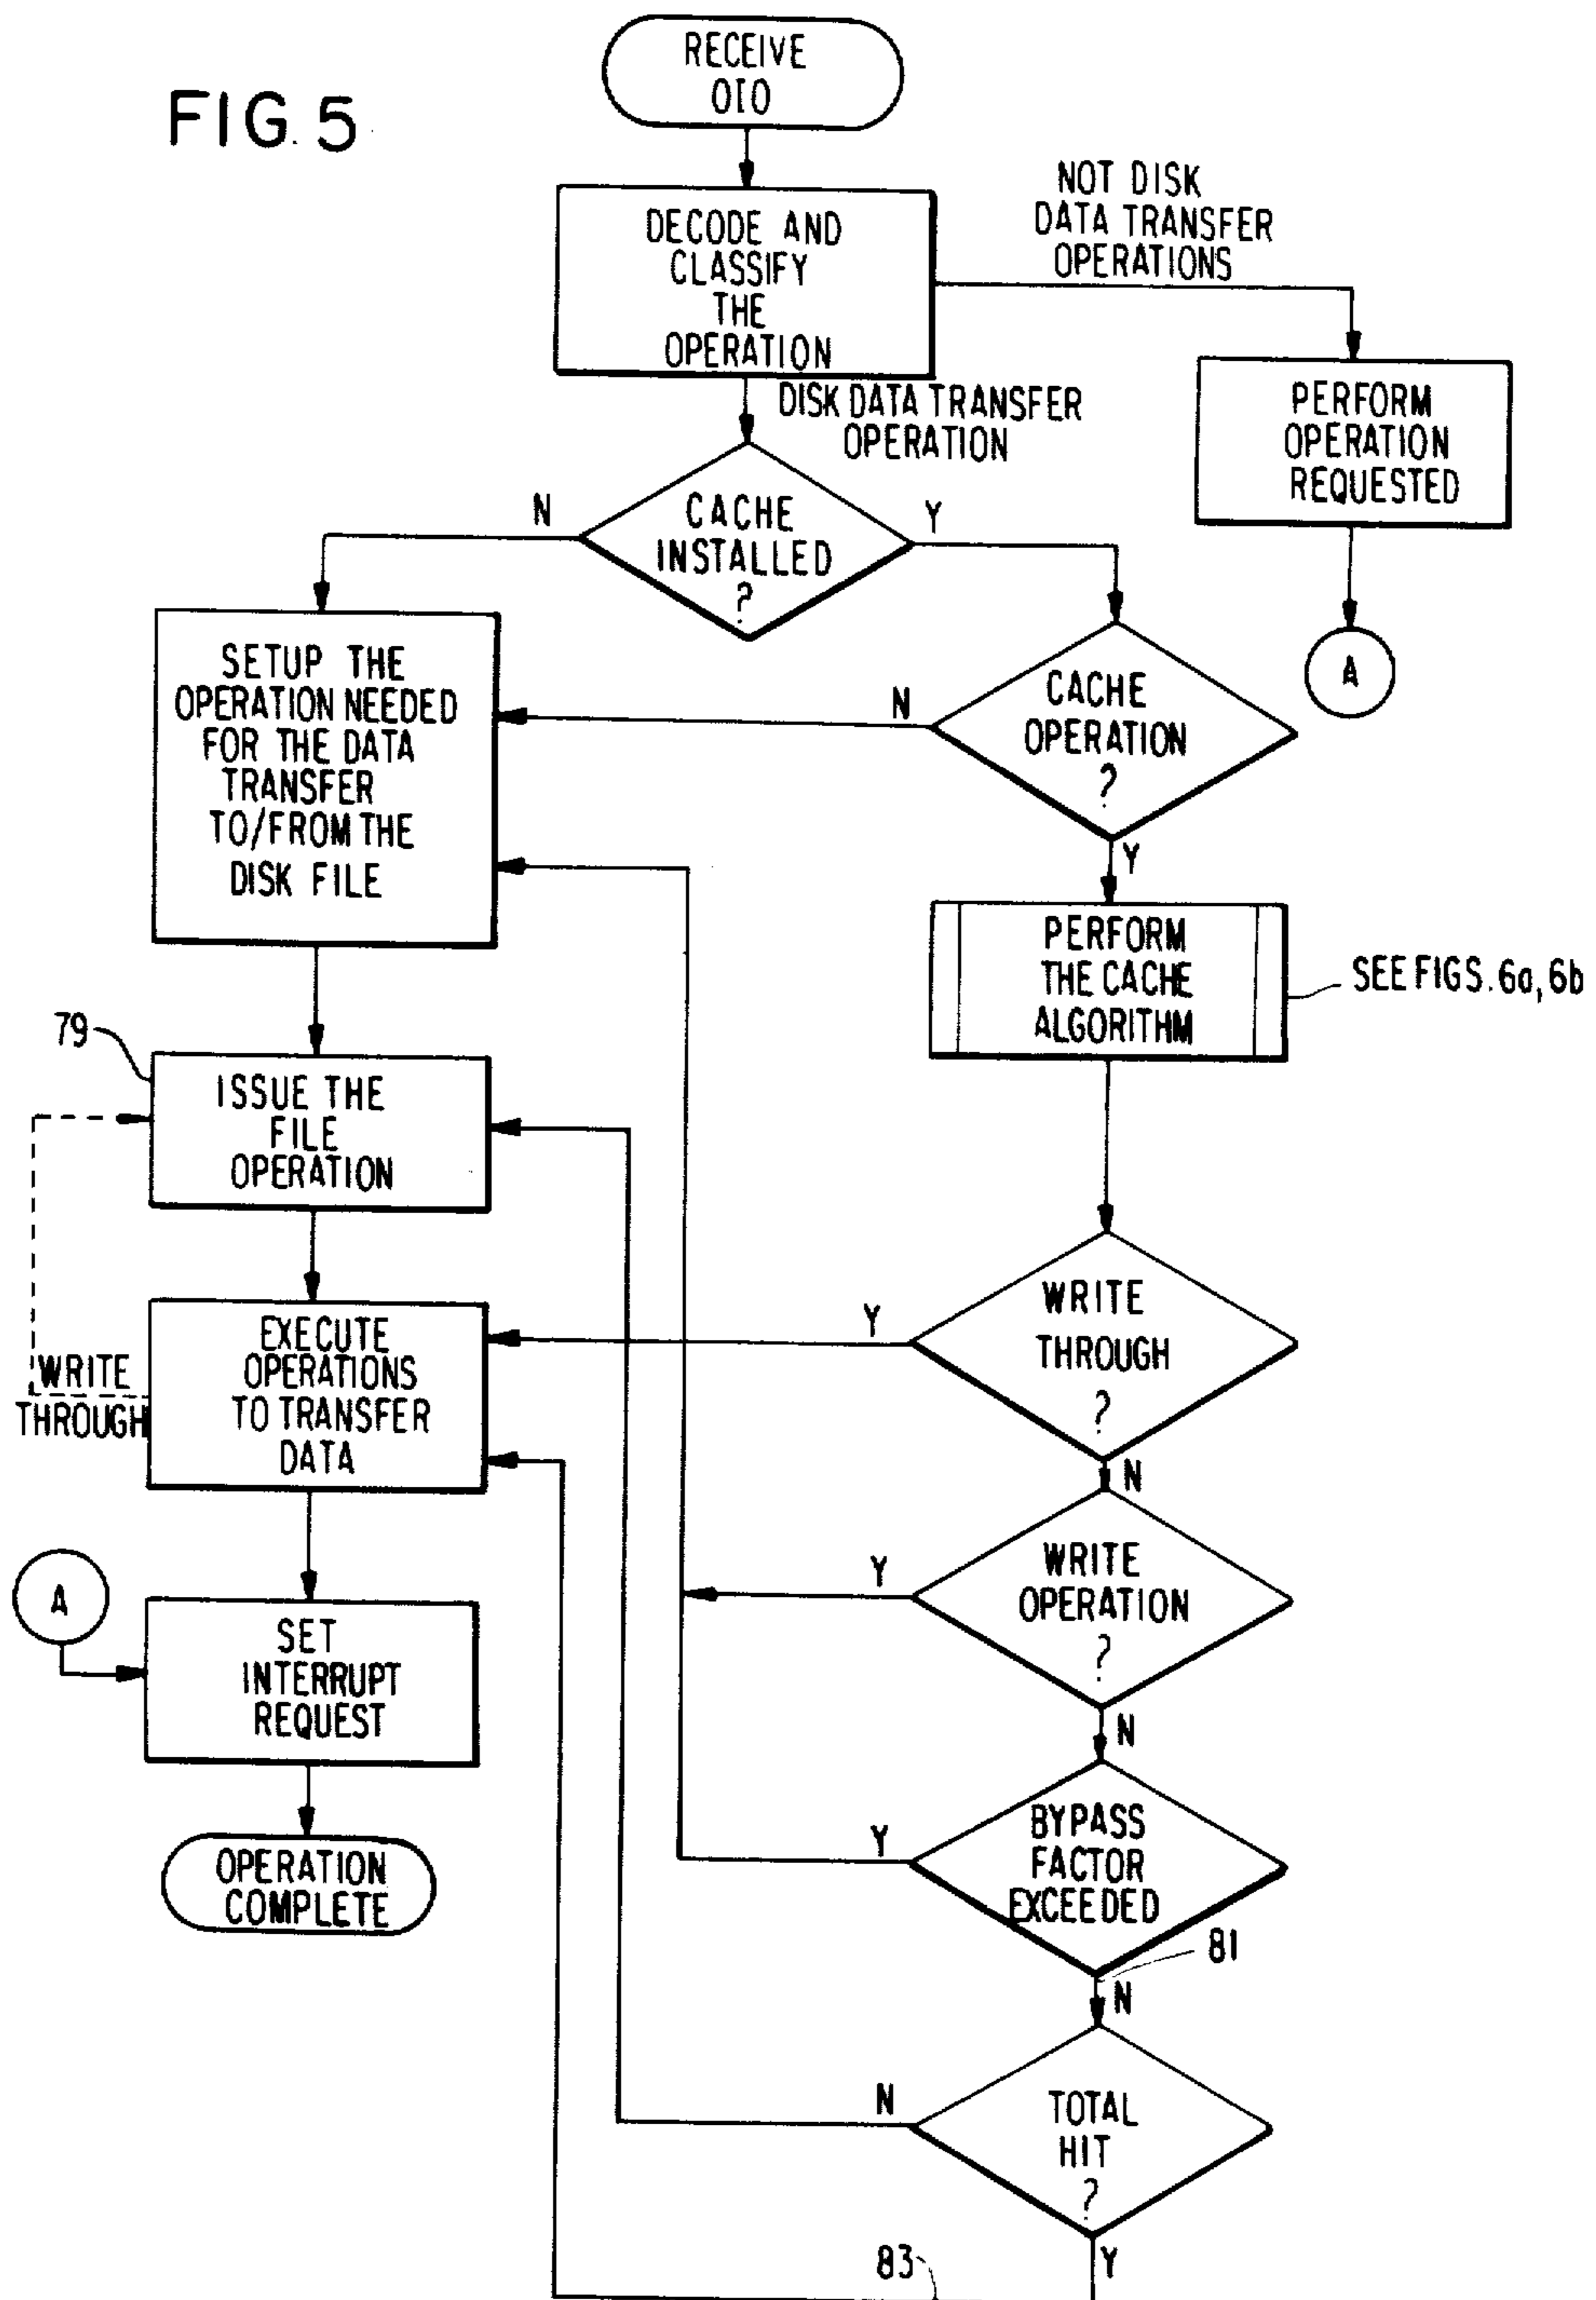 FIG. 5
RECEIVE
OIO
DECODE AND
CLASSIFY
THE
OPERATION
NOT DISK
DATA TRANSFER
OPERATIONS
DISK DATA TRANSFER
OPERATION
PERFORM
OPERATION
REQUESTED
A
N
CACHE
INSTALLED
?
Y
SETUP THE
OPERATION NEEDED
FOR THE DATA
TRANSFER
TO/FROM THE
DISK FILE
N
CACHE
OPERATION
?
Y
PERFORM
THE CACHE
ALGORITHM
SEE FIGS. 6a, 6b
79
ISSUE THE
FILE
OPERATION
EXECUTE
OPERATIONS
TO TRANSFER
DATA
WRITE
THROUGH
Y
WRITE
THROUGH
?
N
A
SET
INTERRUPT
REQUEST
OPERATION
COMPLETE
Y
WRITE
OPERATION
?
N
Y
BYPASS
FACTOR
EXCEEDED
81
N
N
TOTAL
HIT
?
Y
83